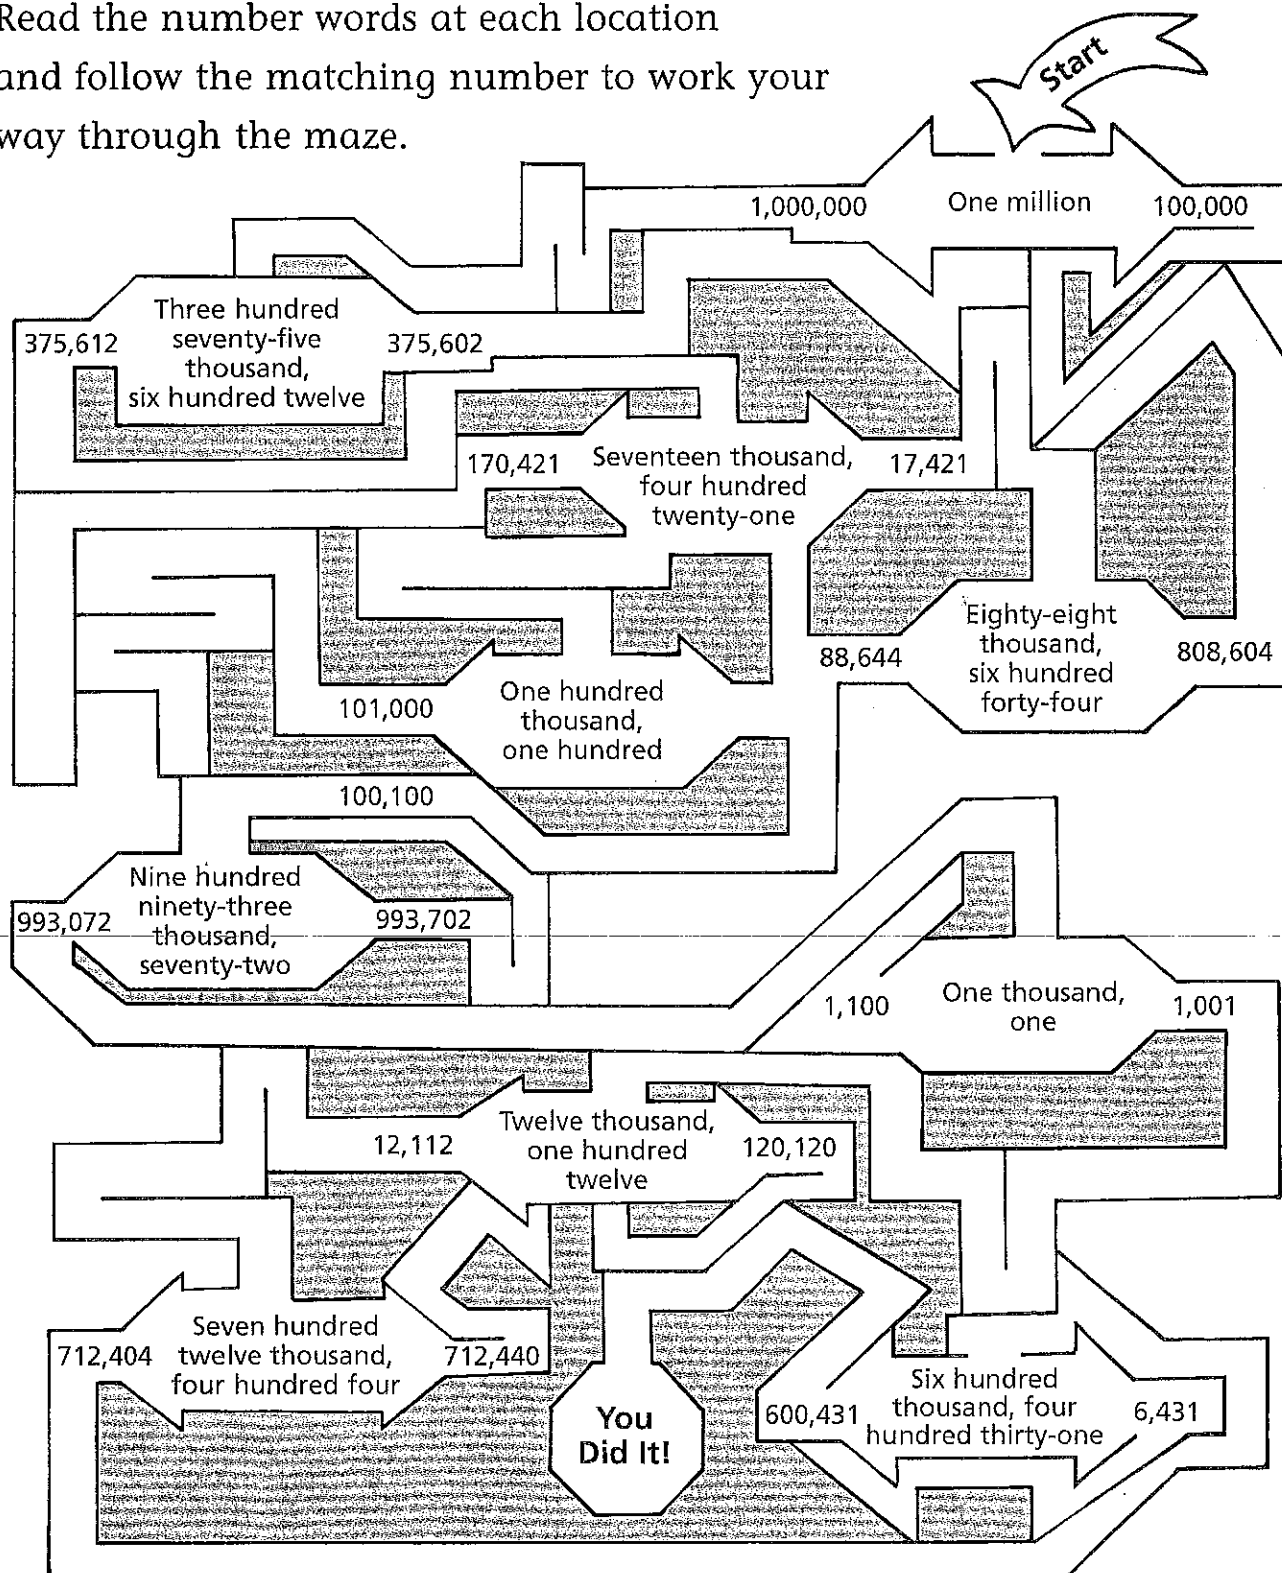 Read the number words at each location
and follow the matching number to work your
way through the maze.
Start
1,000,000
One million
100,000
Three hundred
seventy-five
thousand,
six hundred twelve
375,612
375,602
170,421
Seventeen thousand,
four hundred
twenty-one
17,421
Eighty-eight
thousand,
six hundred
forty-four
88,644
808,604
101,000
One hundred
thousand,
one hundred
100,100
Nine hundred
ninety-three
thousand,
seventy-two
993,072
993,702
1,100
One thousand,
one
1,001
12,112
Twelve thousand,
one hundred
twelve
120,120
712,404
Seven hundred
twelve thousand,
four hundred four
712,440
You
Did It!
600,431
Six hundred
thousand, four
hundred thirty-one
6,431